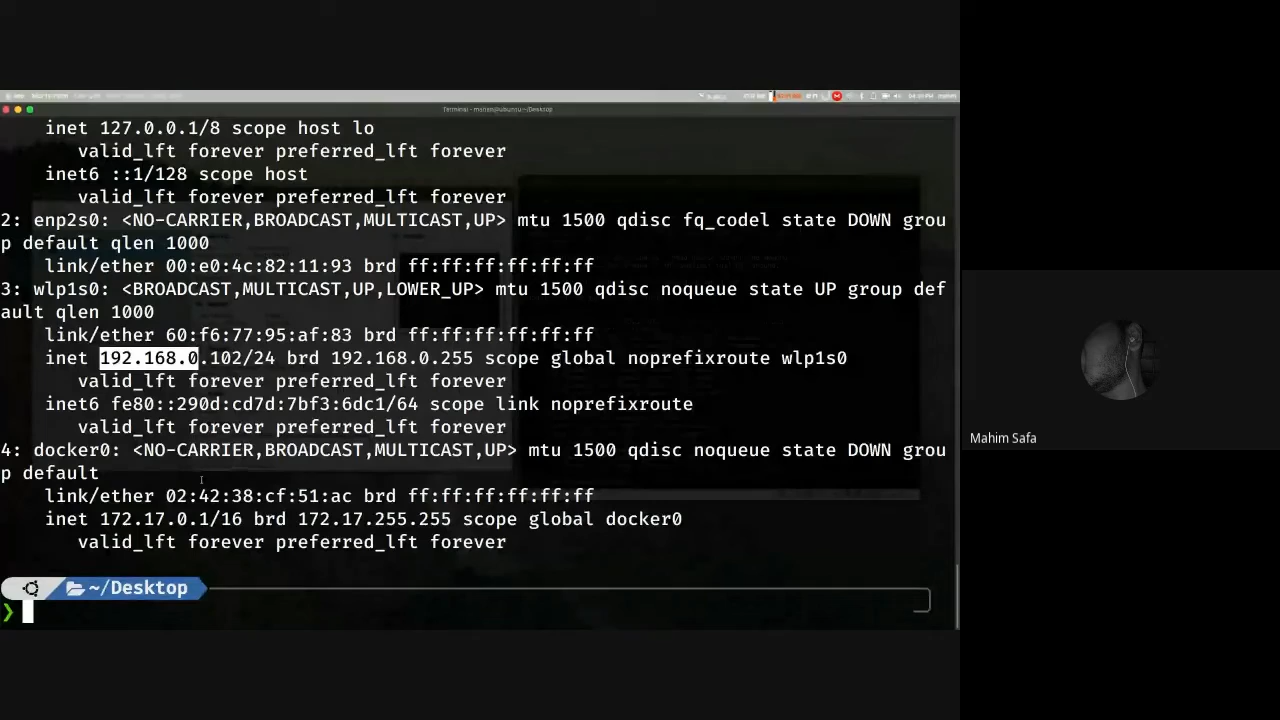 Terminal - mahim@ubuntu:~/Desktop
inet 127.0.0.1/8 scope host lo
valid_lft forever preferred_lft forever
inet6 ::1/128 scope host
valid_lft forever preferred_lft forever
2: enp2s0: <NO-CARRIER,BROADCAST,MULTICAST,UP> mtu 1500 qdisc fq_codel state DOWN grou
p default qlen 1000
link/ether 00:e0:4c:82:11:93 brd ff:ff:ff:ff:ff:ff
3: wlp1s0: <BROADCAST,MULTICAST,UP,LOWER_UP> mtu 1500 qdisc noqueue state UP group def
ault qlen 1000
link/ether 60:f6:77:95:af:83 brd ff:ff:ff:ff:ff:ff
inet 192.168.0.102/24 brd 192.168.0.255 scope global noprefixroute wlp1s0
valid_lft forever preferred_lft forever
inet6 fe80::290d:cd7d:7bf3:6dc1/64 scope link noprefixroute
valid_lft forever preferred_lft forever
4: docker0: <NO-CARRIER,BROADCAST,MULTICAST,UP> mtu 1500 qdisc noqueue state DOWN grou
p default
link/ether 02:42:38:cf:51:ac brd ff:ff:ff:ff:ff:ff
inet 172.17.0.1/16 brd 172.17.255.255 scope global docker0
valid_lft forever preferred_lft forever
~/Desktop
❯
Mahim Safa